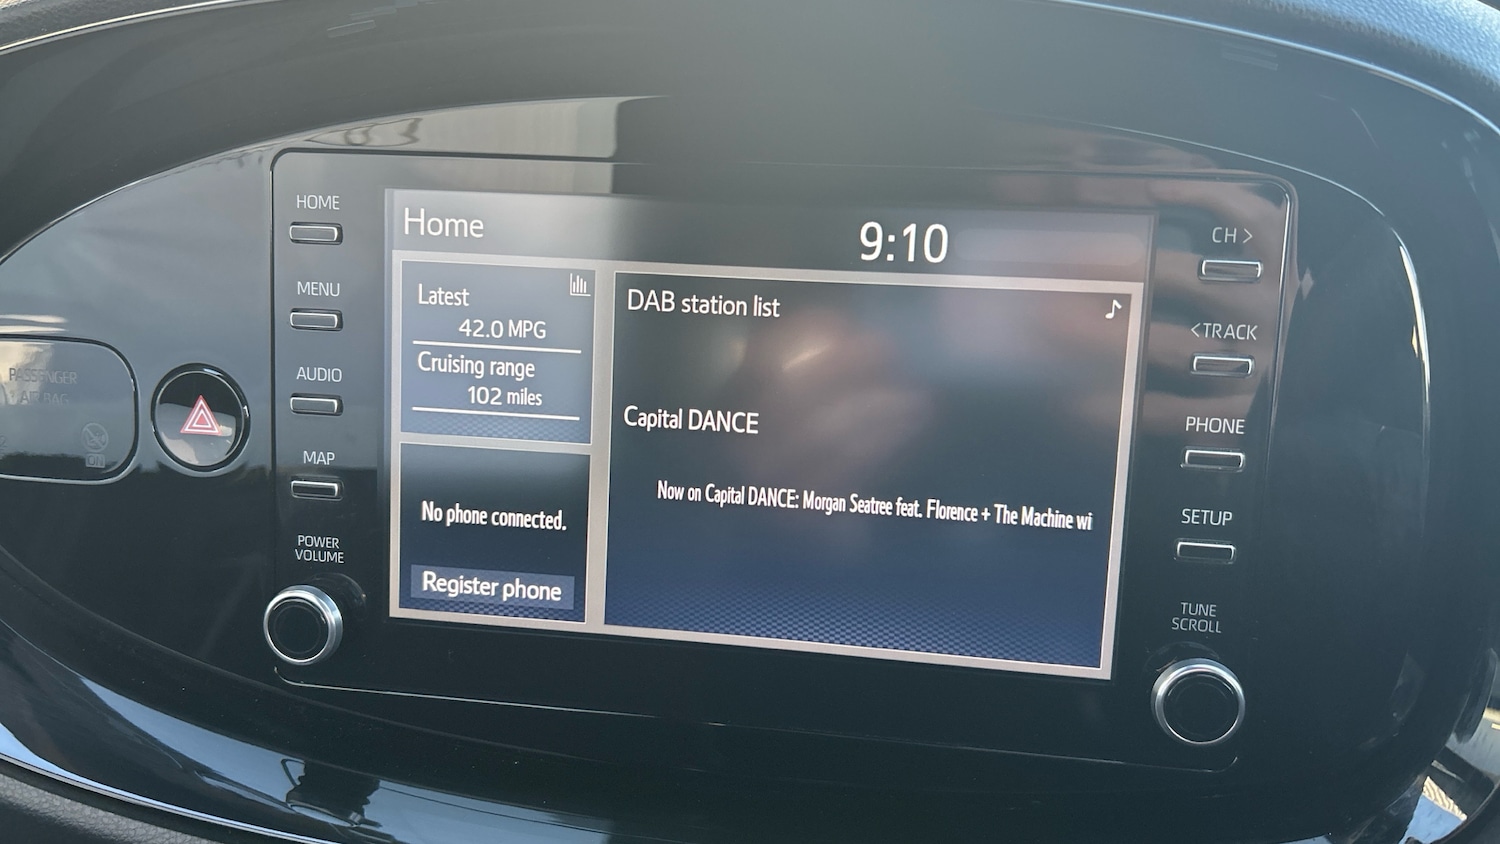 HOME
MENU
AUDIO
MAP
POWER
VOLUME
PASSENGER
AIRBAG
ON
Home
9:10
Latest
42.0 MPG
Cruising range
102 miles
No phone connected.
Register phone
DAB station list
Capital DANCE
Now on Capital DANCE: Morgan Seatree feat. Florence + The Machine wi
CH >
< TRACK
PHONE
SETUP
TUNE
SCROLL